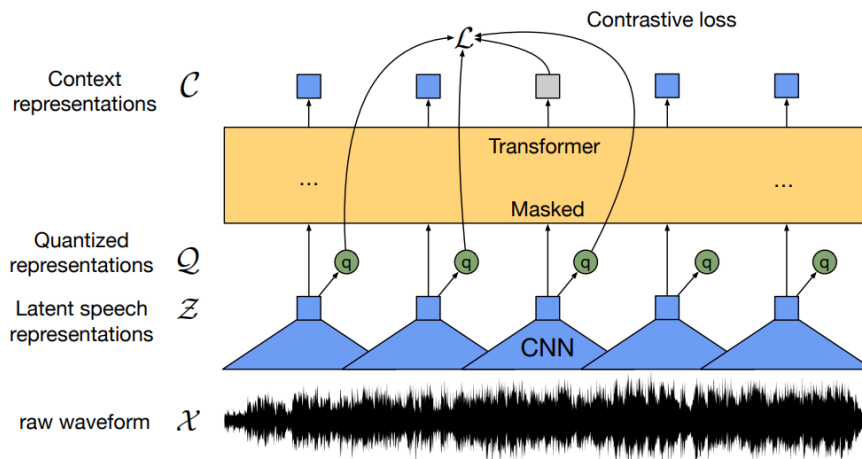 Contrastive loss
ℒ
Context
representations 𝒞
Transformer
... ...
Masked
Quantized
representations 𝒬
q q q q q
Latent speech
representations 𝒵
CNN
raw waveform 𝒳